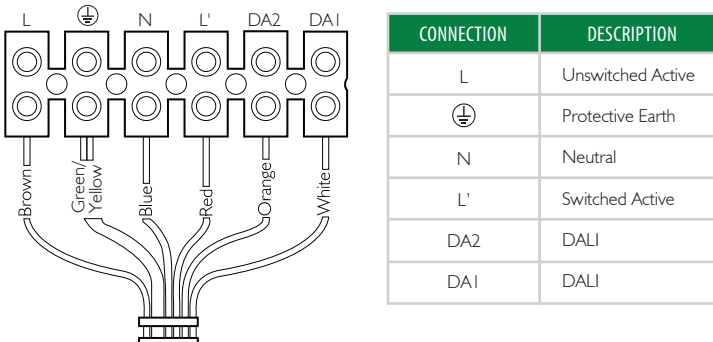 L ⏚ N L' DA2 DA1
Brown
Green/
Yellow
Blue
Red
Orange
White
CONNECTION DESCRIPTION
L Unswitched Active
⏚ Protective Earth
N Neutral
L' Switched Active
DA2 DALI
DA1 DALI